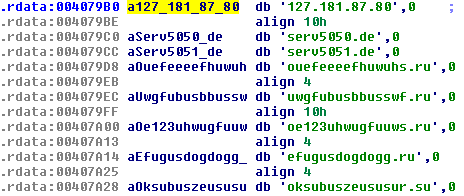 .rdata:004079B0 a127_181_87_80 db '127.181.87.80',0 ;
.rdata:004079BE align 10h
.rdata:004079C0 aServ5050_de db 'serv5050.de',0
.rdata:004079CC aServ5051_de db 'serv5051.de',0
.rdata:004079D8 aOuefeeeefhuwuh db 'ouefeeeefhuwuhs.ru',0
.rdata:004079EB align 4
.rdata:004079EC aUwgfubusbbussw db 'uwgfubusbbusswf.ru',0
.rdata:004079FF align 10h
.rdata:00407A00 aOe123uhwugfuuw db 'oe123uhwugfuuws.ru',0
.rdata:00407A13 align 4
.rdata:00407A14 aEfugusdogdogg_ db 'efugusdogdogg.ru',0
.rdata:00407A25 align 4
.rdata:00407A28 aOksubuszeususu db 'oksubuszeususur.su',0